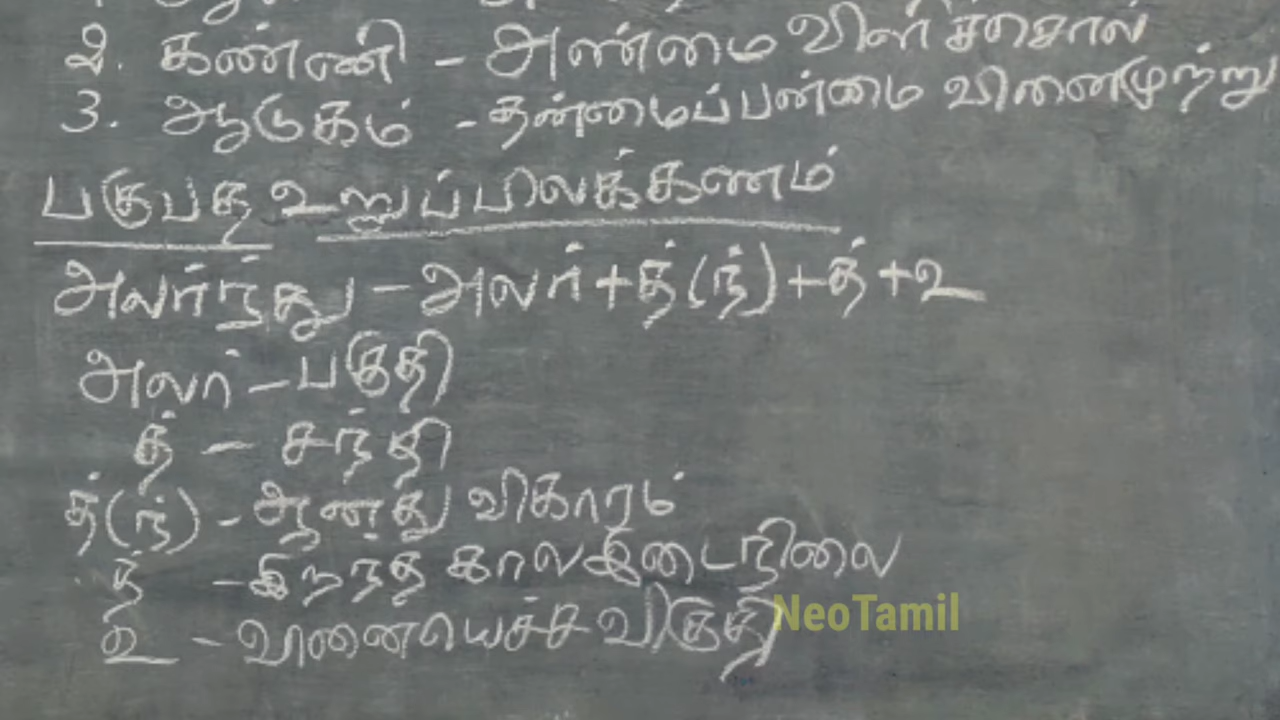 2. கண்ணி - அண்மை விளிச்சொல்
3. ஆடுகம் - தன்மைப்பன்மை வினைமுற்று
பகுபத உறுப்பிலக்கணம்
அலர்ந்து - அலர்+த்(ந்)+த்+உ
அலர் - பகுதி
த் - சந்தி
த்(ந்) - ஆனது விகாரம்
த் - இறந்த காலஇடைநிலை
உ - வினையெச்ச விகுதி
NeoTamil